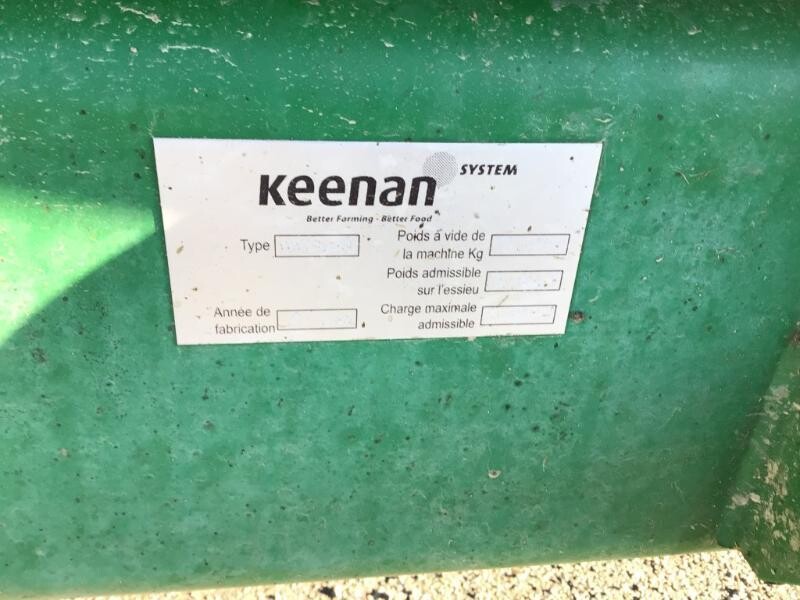 Keenan SYSTEM
Better Farming - Better Food
Type
Poids à vide de
la machine Kg
Poids admissible
sur l'essieu
Année de
fabrication
Charge maximale
admissible